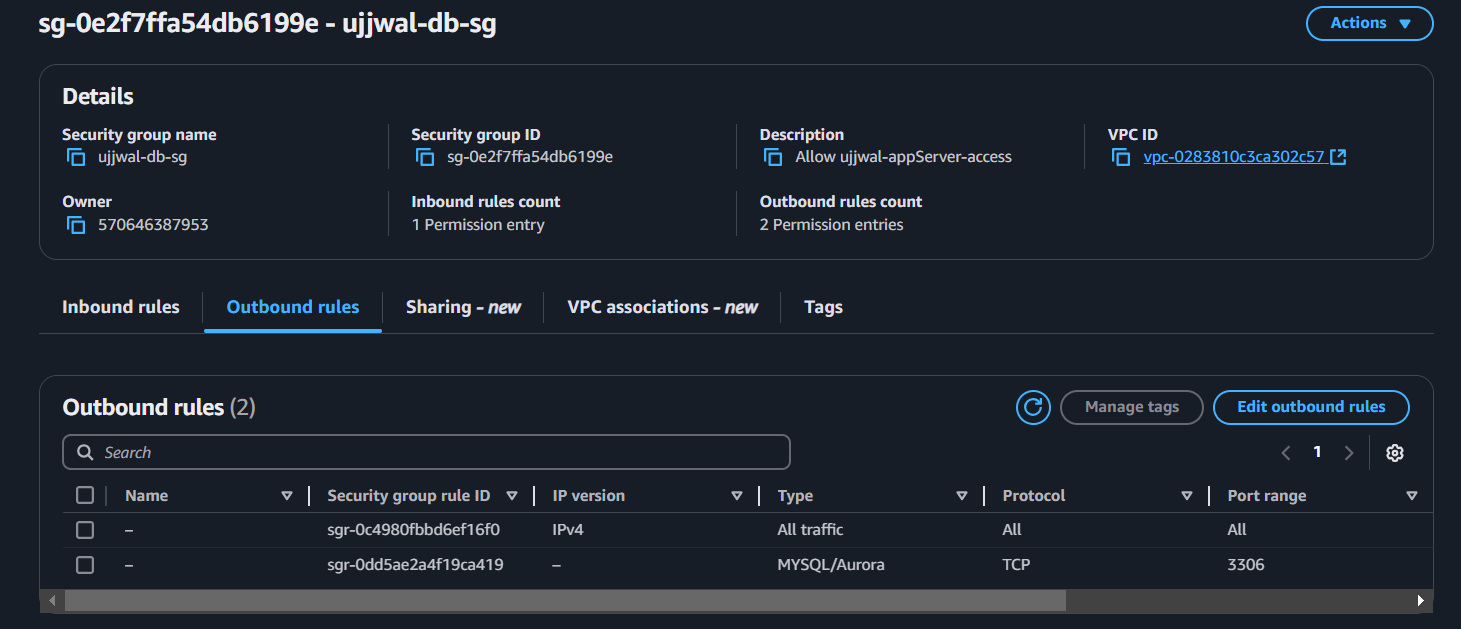 sg-0e2f7ffa54db6199e - ujjwal-db-sg
Actions
Details
Security group name
ujjwal-db-sg
Security group ID
sg-0e2f7ffa54db6199e
Description
Allow ujjwal-appServer-access
VPC ID
vpc-0283810c3ca302c57
Owner
570646387953
Inbound rules count
1 Permission entry
Outbound rules count
2 Permission entries
Inbound rules Outbound rules Sharing - new VPC associations - new Tags
Outbound rules (2)
Manage tags
Edit outbound rules
Search
1
Name Security group rule ID IP version Type Protocol Port range
– sgr-0c4980fbbd6ef16f0 IPv4 All traffic All All
– sgr-0dd5ae2a4f19ca419 – MYSQL/Aurora TCP 3306